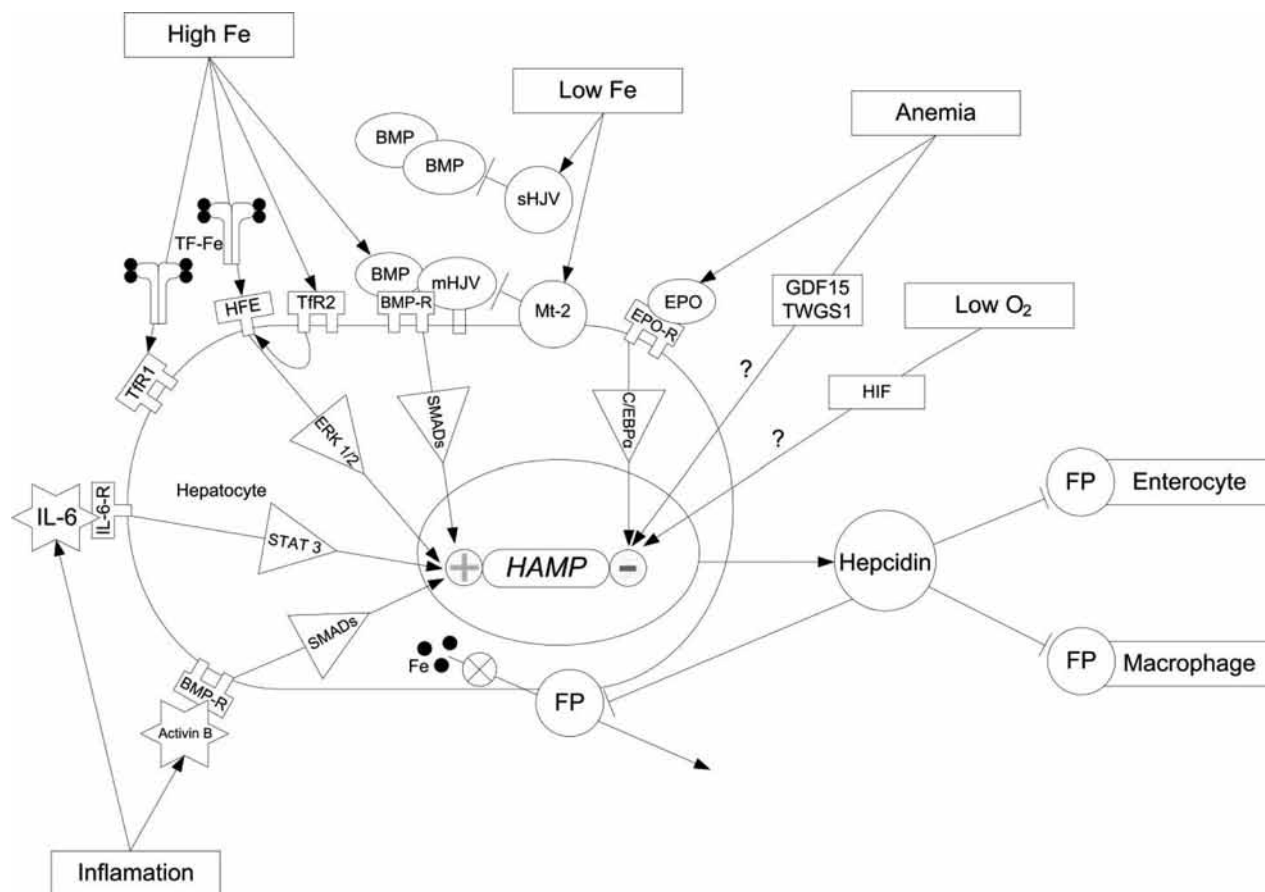 High Fe
Low Fe
Anemia
BMP
BMP
sHJV
TF-Fe
BMP
mHJV
HFE
TfR2
BMP-R
Mt-2
EPO
EPO-R
GDF15
TWGS1
Low O₂
TfR1
?
HIF
ERK 1/2
SMADs
C/EBPα
?
FP
Enterocyte
Hepatocyte
IL-6
IL-6-R
STAT 3
+
HAMP
-
Hepcidin
SMADs
Fe
FP
Macrophage
BMP-R
FP
Activin B
Inflamation